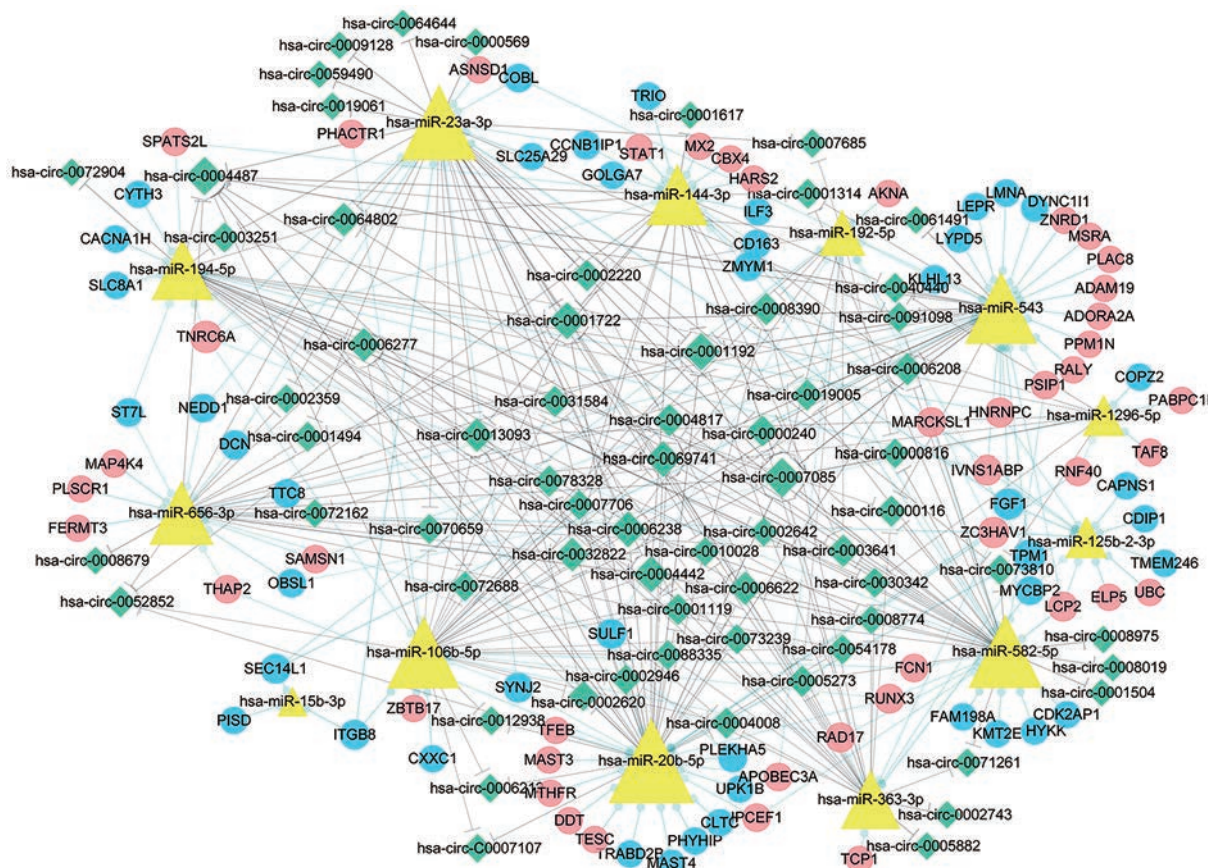 hsa-circ-0064644
hsa-circ-0009128
hsa-circ-0000569
hsa-circ-0059490
ASNSD1
COBL
hsa-circ-0019061
TRIO
hsa-circ-0001617
hsa-miR-23a-3p
PHACTR1
SPATS2L
CCNB1IP1
SLC25A29
STAT1
MX2
hsa-circ-0007685
CBX4
GOLGA7
HARS2
hsa-circ-0072904
hsa-circ-0004487
hsa-miR-144-3p
hsa-circ-0001314
AKNA
LMNA
LEPR
DYNC1I1
CYTH3
ILF3
hsa-circ-0061491
ZNRD1
hsa-circ-0064802
hsa-miR-192-5p
LYPD5
MSRA
CACNA1H
hsa-circ-0003251
CD163
PLAC8
hsa-miR-194-5p
ZMYM1
hsa-circ-0002220
KLHL13
SLC8A1
hsa-circ-0040440
ADAM19
hsa-miR-543
hsa-circ-0008390
hsa-circ-0091098
ADORA2A
hsa-circ-0001722
TNRC6A
hsa-circ-0006277
hsa-circ-0001192
PPM1N
hsa-circ-0006208
RALY
COPZ2
PSIP1
hsa-circ-0002359
hsa-circ-0031584
hsa-circ-0019005
PABPC1
ST7L
NEDD1
HNRNPC
hsa-miR-1296-5p
hsa-circ-0004817
MARCKSL1
hsa-circ-0001494
hsa-circ-0013093
hsa-circ-0000240
DCN
TAF8
hsa-circ-0069741
hsa-circ-0000816
MAP4K4
IVNS1ABP
RNF40
PLSCR1
TTC8
hsa-circ-0078328
hsa-circ-0007085
CAPNS1
FGF1
hsa-miR-656-3p
hsa-circ-0072162
hsa-circ-0007706
hsa-circ-0000116
CDIP1
FERMT3
hsa-circ-0070659
hsa-circ-0006238
hsa-circ-0002642
ZC3HAV1
hsa-miR-125b-2-3p
hsa-circ-0008679
SAMSN1
hsa-circ-0032822
hsa-circ-0010028
hsa-circ-0003641
TPM1
TMEM246
hsa-circ-0073810
hsa-circ-0004442
OBSL1
hsa-circ-0072688
hsa-circ-0006622
hsa-circ-0030342
MYCBP2
UBC
THAP2
ELP5
hsa-circ-0052852
LCP2
hsa-circ-0001119
hsa-circ-0008774
SULF1
hsa-circ-0073239
hsa-circ-0008975
hsa-miR-106b-5p
hsa-circ-0088335
hsa-circ-0054178
hsa-miR-582-5p
SEC14L1
FCN1
hsa-circ-0008019
hsa-circ-0002946
hsa-circ-0005273
SYNJ2
hsa-circ-0001504
hsa-miR-15b-3p
ZBTB17
hsa-circ-0002620
RUNX3
CDK2AP1
PISD
FAM198A
hsa-circ-0012938
hsa-circ-0004008
HYKK
ITGB8
TFEB
KMT2E
RAD17
PLEKHA5
CXXC1
MAST3
hsa-miR-20b-5p
hsa-circ-0071261
APOBEC3A
MTHFR
UPK1B
hsa-miR-363-3p
DDT
IPCEF1
hsa-circ-0002743
CLTC
TESC
PHYHIP
hsa-circ-C0007107
TRABD2B
hsa-circ-0005882
MAST4
TCP1